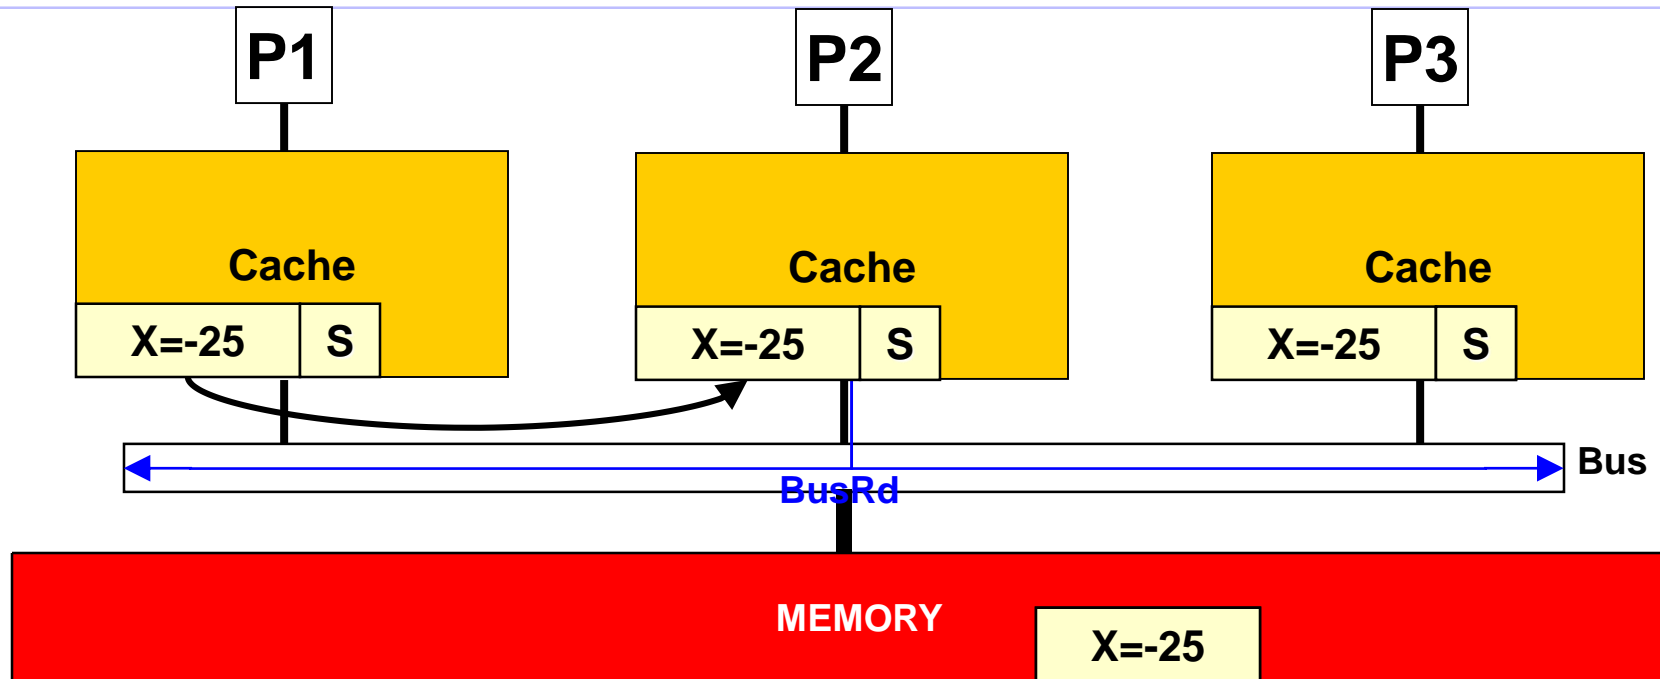 P1
P2
P3
Cache
Cache
Cache
X=-25 S
X=-25 S
X=-25 S
Bus
BusRd
MEMORY
X=-25